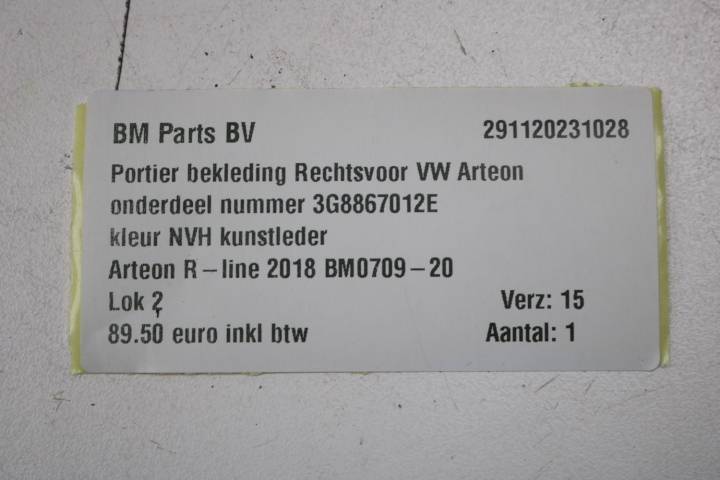 BM Parts BV 291120231028
Portier bekleding Rechtsvoor VW Arteon
onderdeel nummer 3G8867012E
kleur NVH kunstleder
Arteon R-line 2018 BM0709-20
Lok 2 Verz: 15
89.50 euro inkl btw Aantal: 1